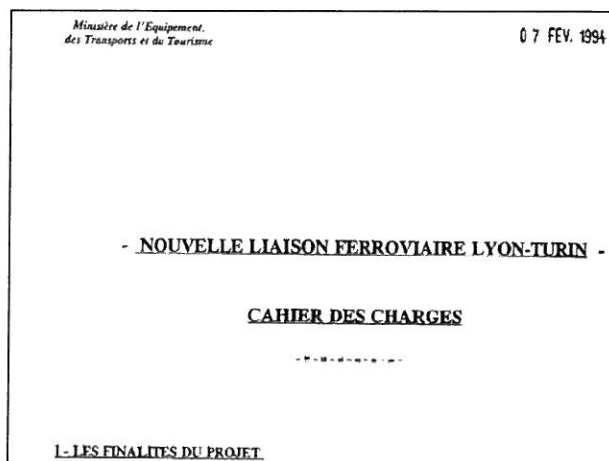 Ministère de l'Equipement,
des Transports et du Tourisme
07 FEV. 1994
- NOUVELLE LIAISON FERROVIAIRE LYON-TURIN -
CAHIER DES CHARGES
1 - LES FINALITES DU PROJET